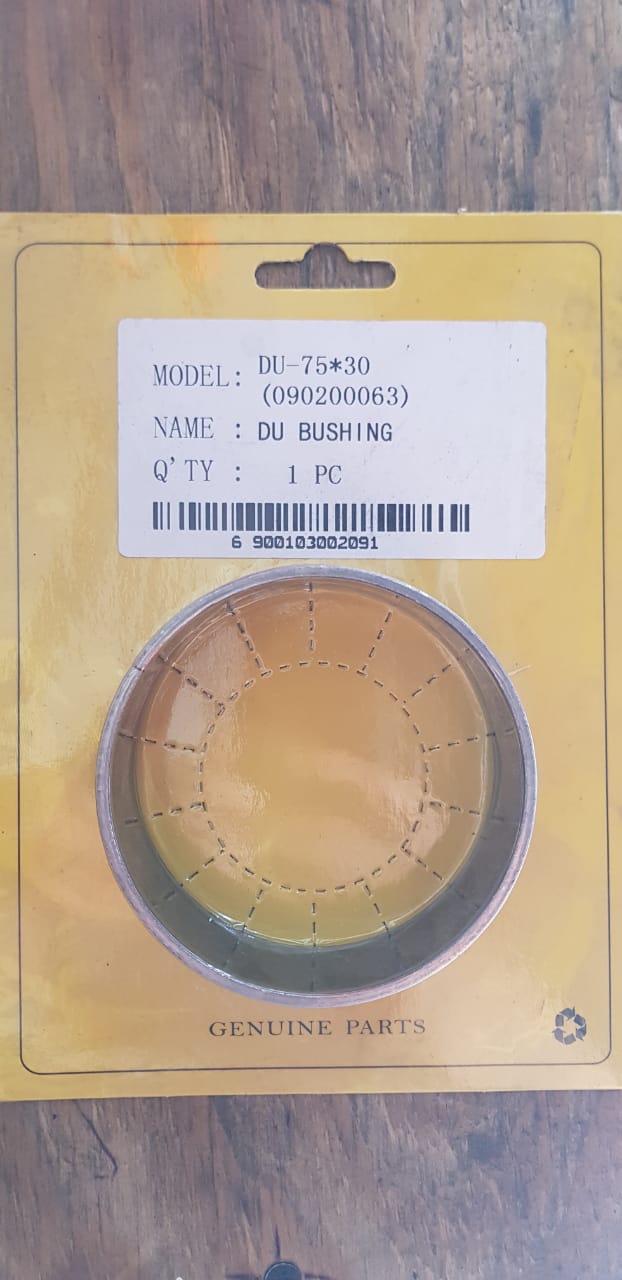 MODEL: DU-75*30
(090200063)
NAME : DU BUSHING
Q'TY : 1 PC
6 900103002091
GENUINE PARTS